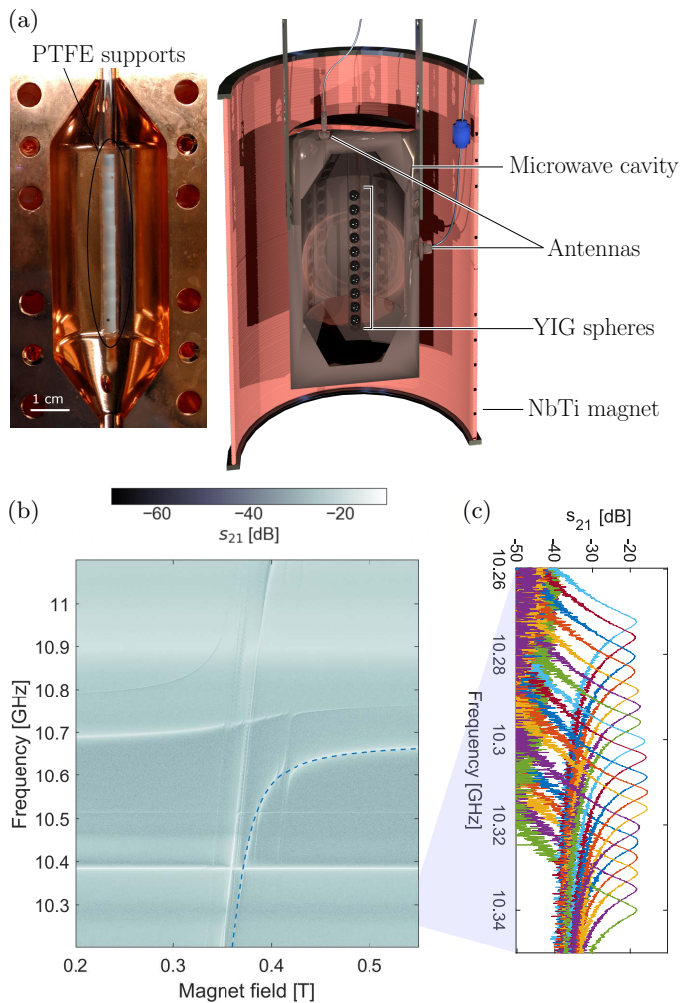 (a)
PTFE supports
1 cm
Microwave cavity
Antennas
YIG spheres
NbTi magnet
(b)
−60 −40 −20
s21 [dB]
11
10.9
10.8
10.7
10.6
10.5
10.4
10.3
Frequency [GHz]
0.2 0.3 0.4 0.5
Magnet field [T]
(c)
s21 [dB]
-50 -40 -30 -20
10.26
10.28
10.3
10.32
10.34
Frequency [GHz]